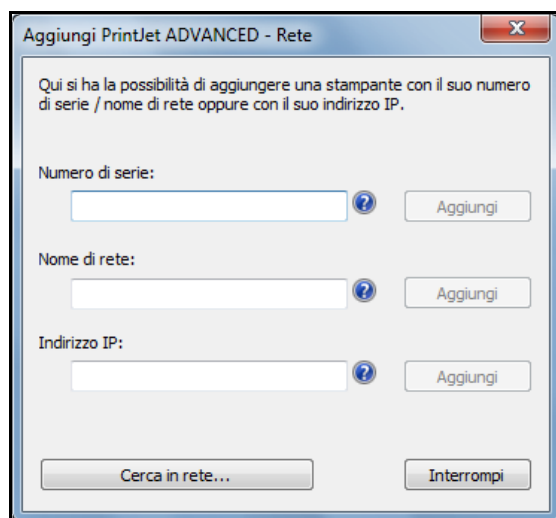 Aggiungi PrintJet ADVANCED - Rete
Qui si ha la possibilità di aggiungere una stampante con il suo numero
di serie / nome di rete oppure con il suo indirizzo IP.
Numero di serie:
Aggiungi
Nome di rete:
Aggiungi
Indirizzo IP:
Aggiungi
Cerca in rete... Interrompi